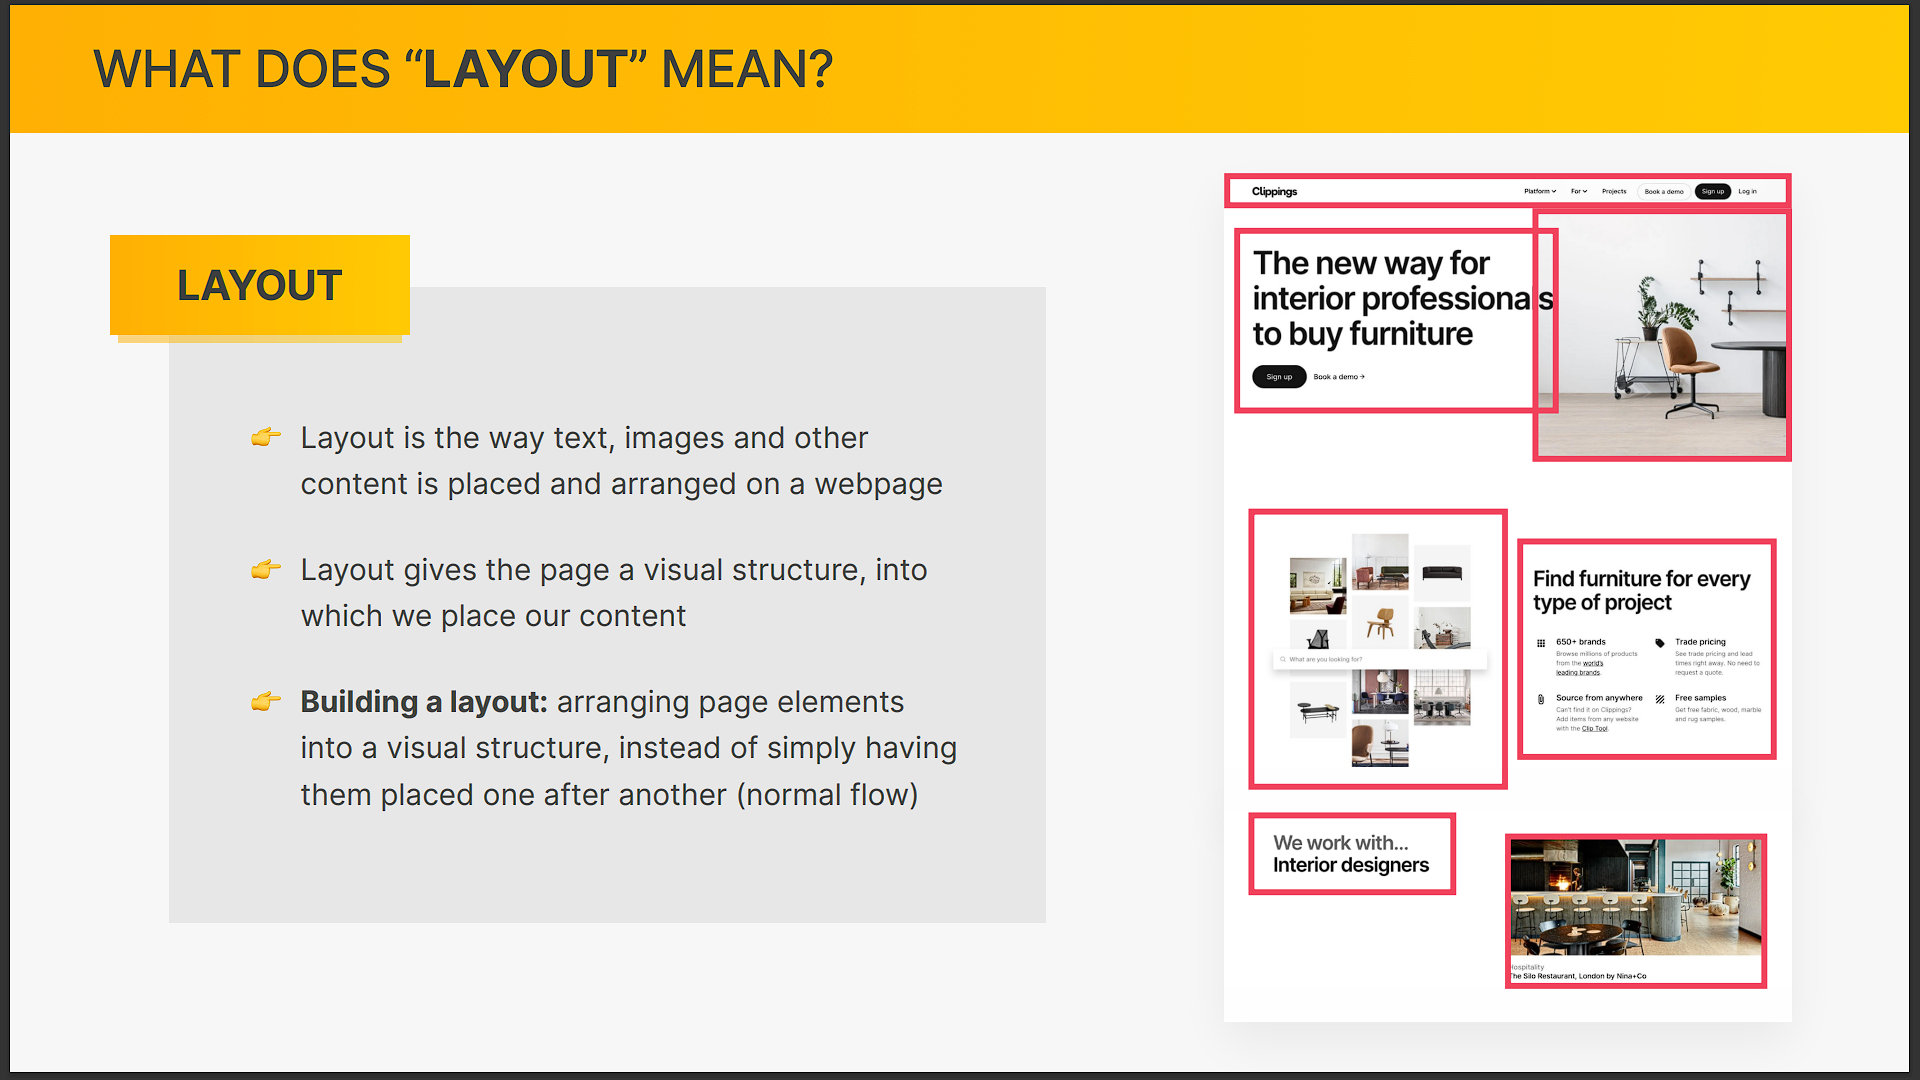 WHAT DOES “LAYOUT” MEAN?
LAYOUT
👉 Layout is the way text, images and other
content is placed and arranged on a webpage
👉 Layout gives the page a visual structure, into
which we place our content
👉 Building a layout: arranging page elements
into a visual structure, instead of simply having
them placed one after another (normal flow)
Clippings
Platform For Projects Book a demo Sign up Log in
The new way for
interior professionals
to buy furniture
Sign up Book a demo →
What are you looking for?
Find furniture for every
type of project
650+ brands
Browse millions of products
from the world's
leading brands.
Trade pricing
See trade pricing and lead
times right away. No need to
request a quote.
Source from anywhere
Can't find it on Clippings?
Add items from any website
with the Clip Tool.
Free samples
Get free fabric, wood, marble
and rug samples.
We work with...
Interior designers
Hospitality
The Silo Restaurant, London by Nina+Co